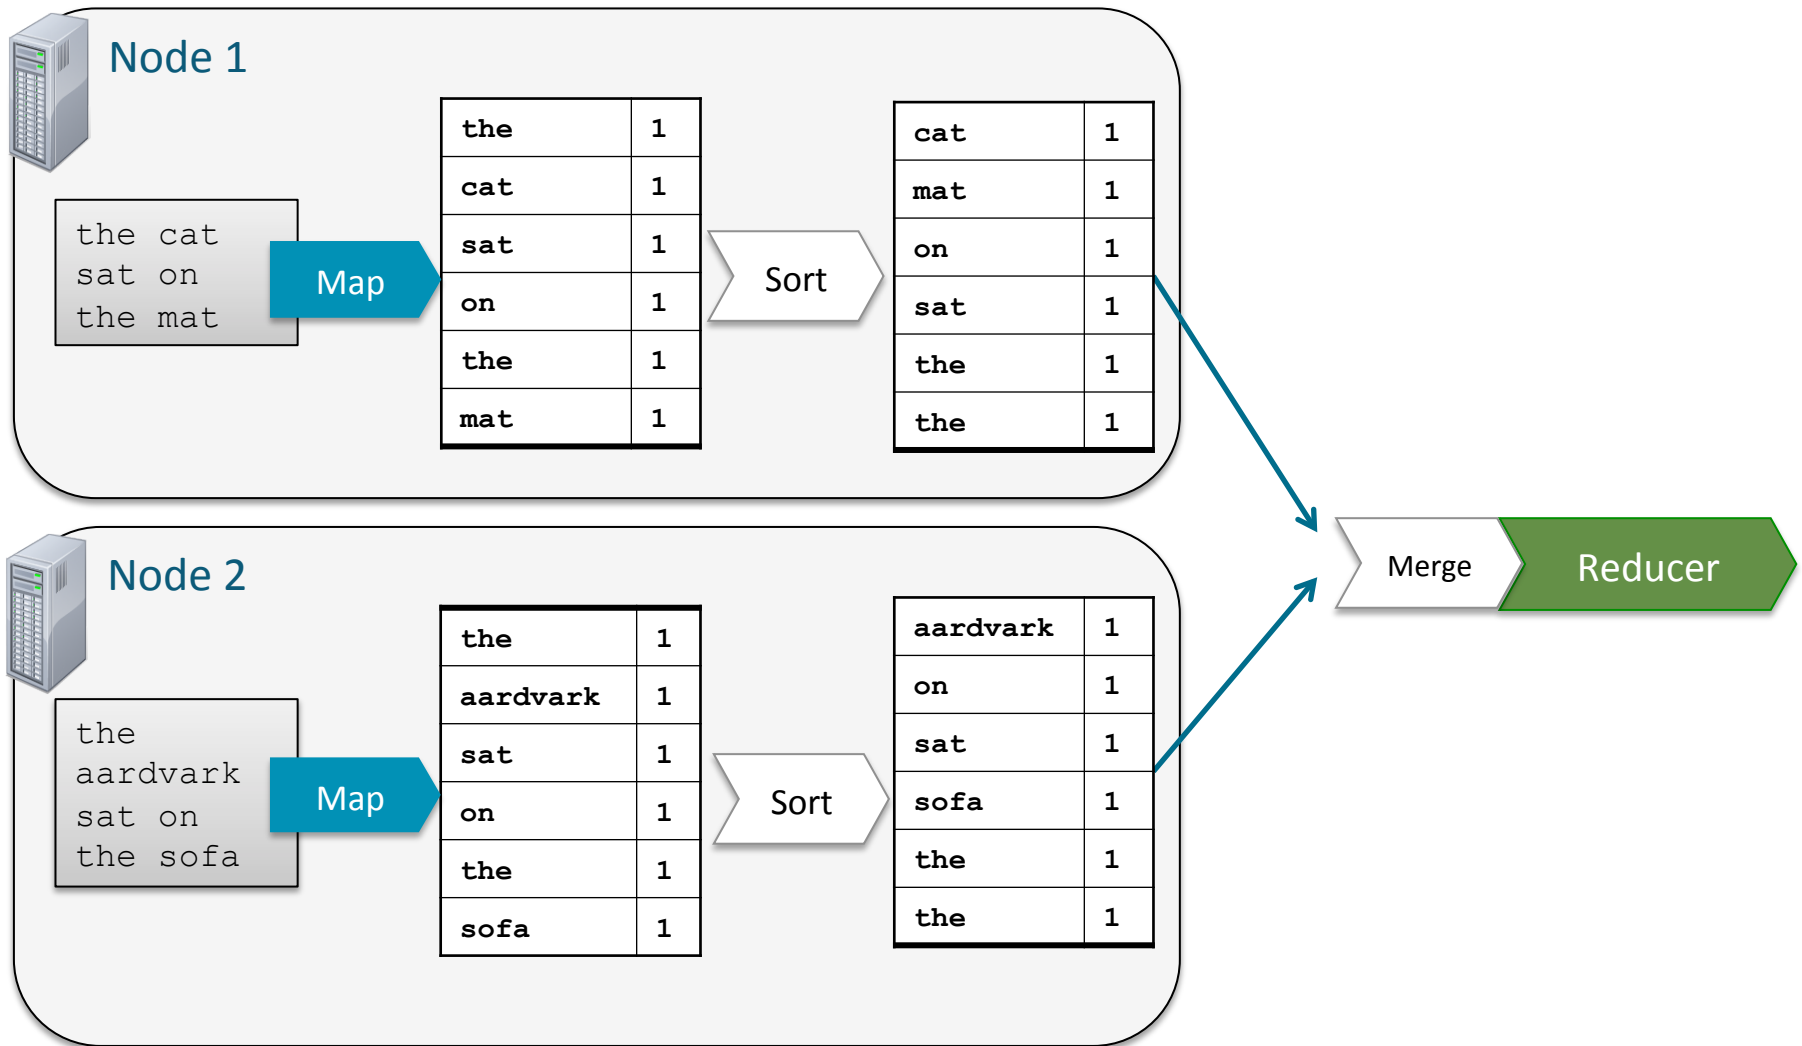 Node 1
the cat
sat on
the mat
Map
the 1
cat 1
sat 1
on 1
the 1
mat 1
Sort
cat 1
mat 1
on 1
sat 1
the 1
the 1
Node 2
the
aardvark
sat on
the sofa
Map
the 1
aardvark 1
sat 1
on 1
the 1
sofa 1
Sort
aardvark 1
on 1
sat 1
sofa 1
the 1
the 1
Merge
Reducer